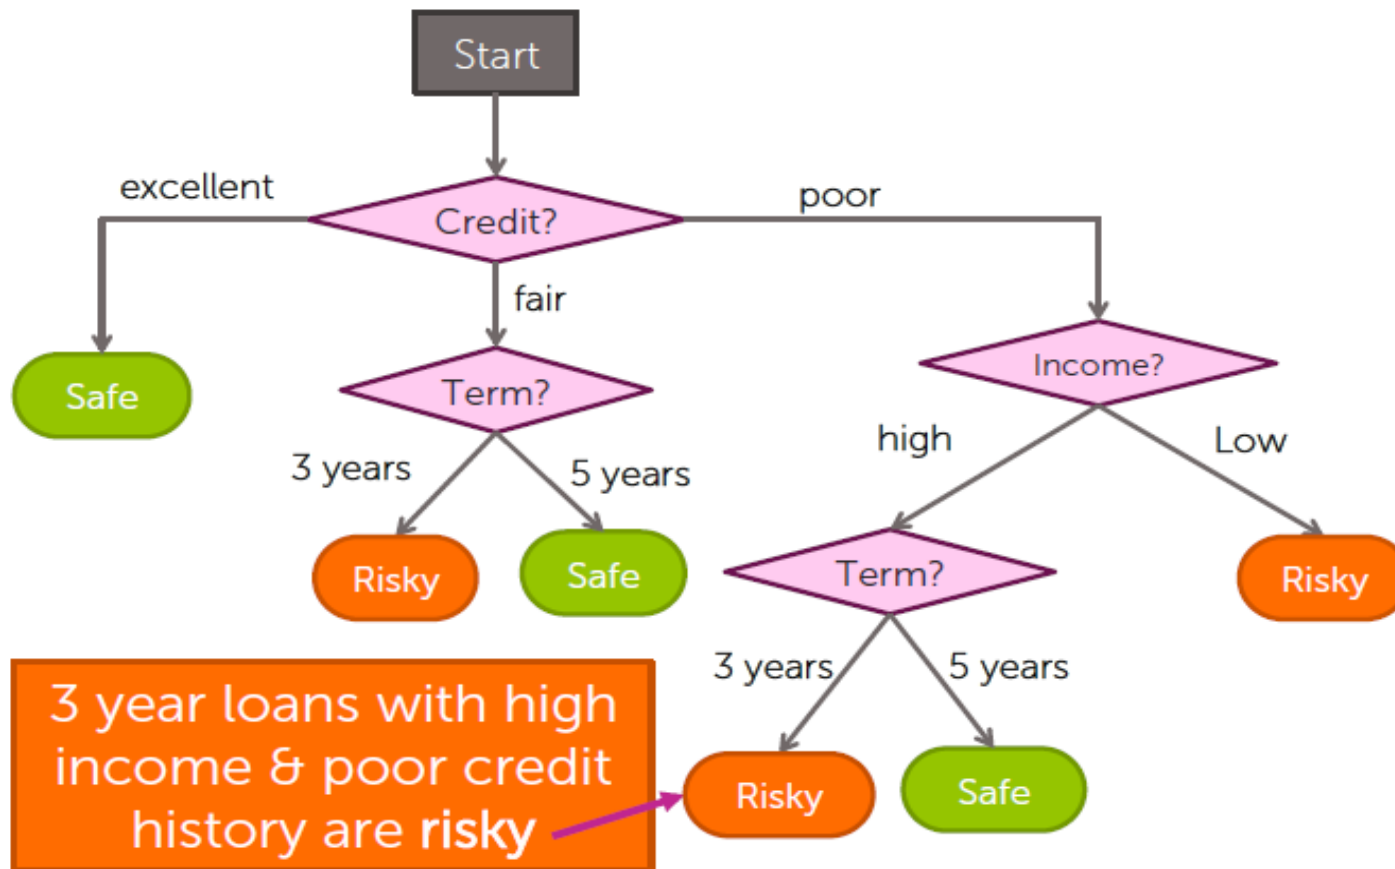 Start
excellent
Credit?
poor
fair
Safe
Term?
Income?
3 years
5 years
high
Low
Risky
Safe
Term?
Risky
3 years
5 years
3 year loans with high
income & poor credit
history are risky
Risky
Safe